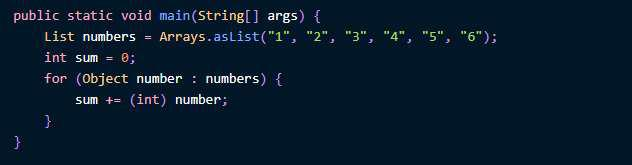 public static void main(String[] args) {
    List numbers = Arrays.asList("1", "2", "3", "4", "5", "6");
    int sum = 0;
    for (Object number : numbers) {
        sum += (int) number;
    }
}